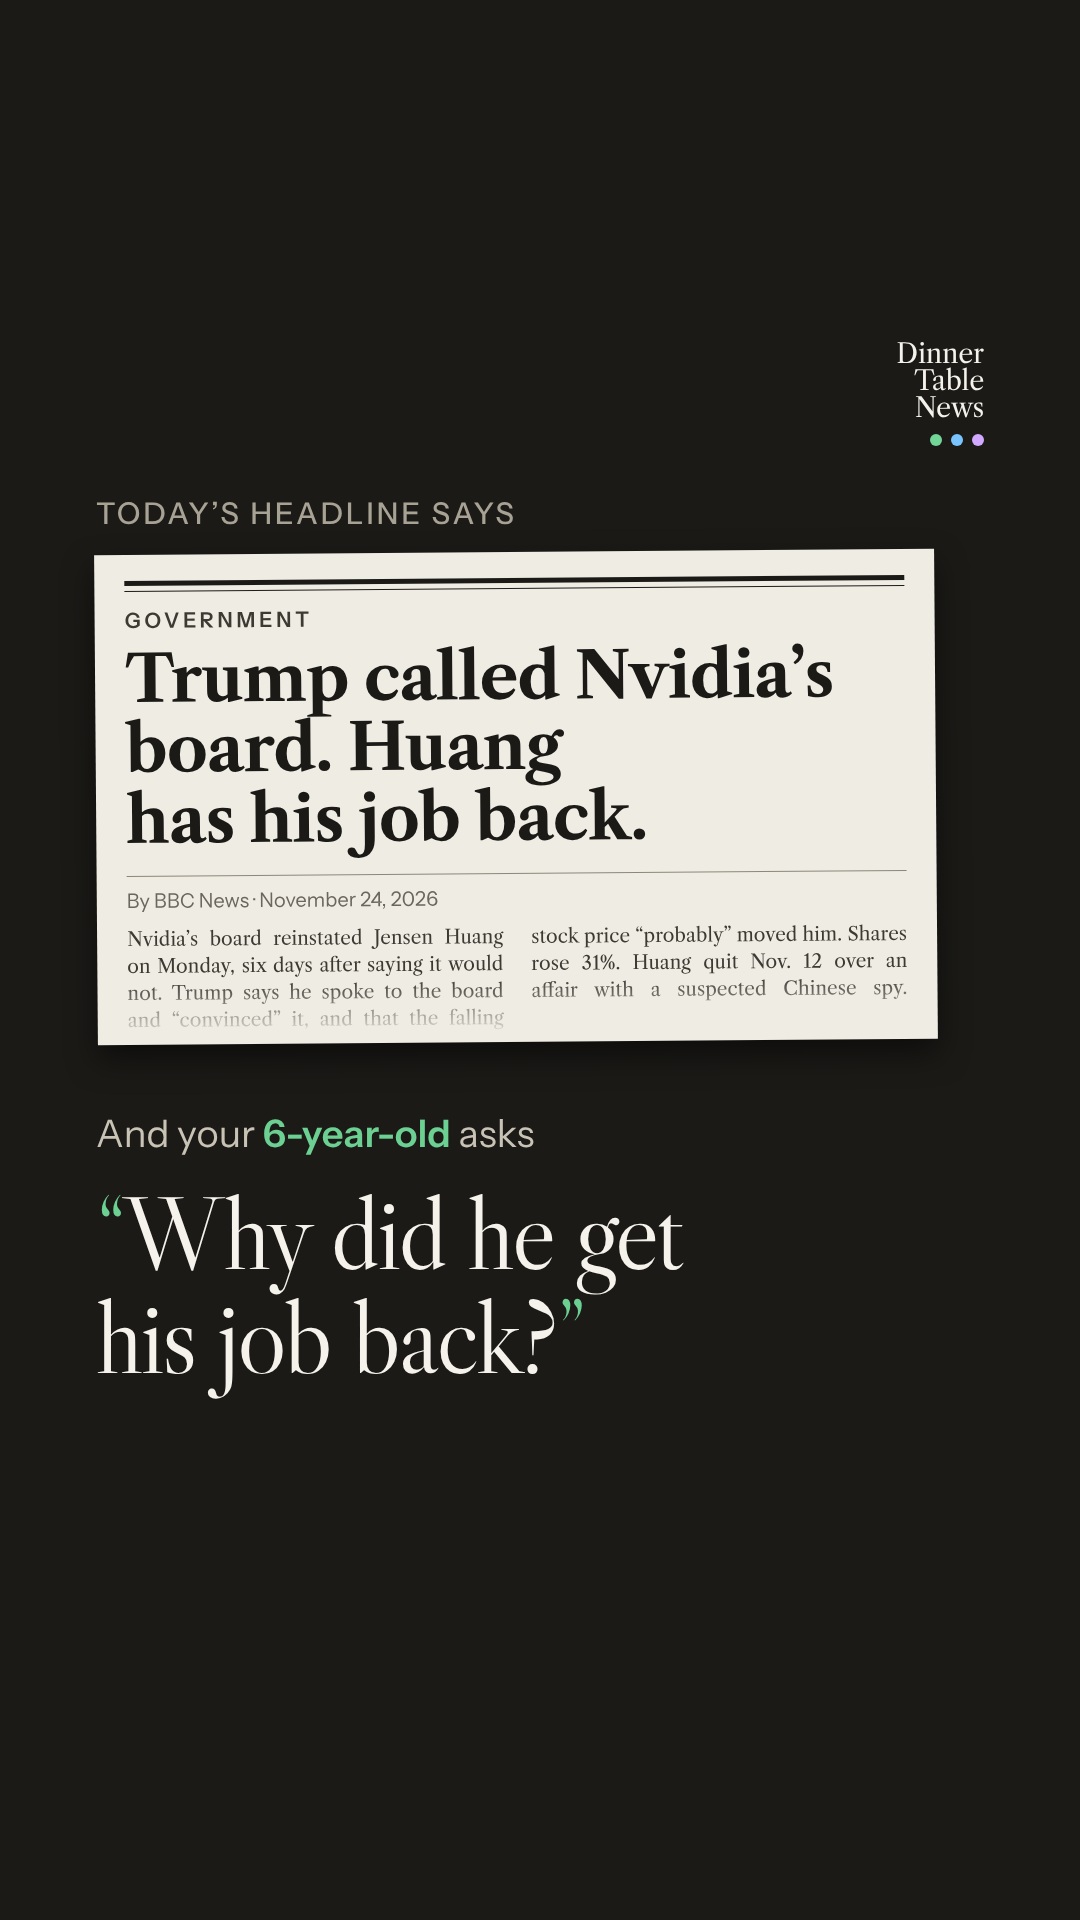 Dinner
Table
News
TODAY’S HEADLINE SAYS
GOVERNMENT
Trump called Nvidia’s
board. Huang
has his job back.
By BBC News · November 24, 2026
Nvidia’s board reinstated Jensen Huang
on Monday, six days after saying it would
not. Trump says he spoke to the board
and “convinced” it, and that the falling
stock price “probably” moved him. Shares
rose 31%. Huang quit Nov. 12 over an
affair with a suspected Chinese spy.
And your 6-year-old asks
“Why did he get
his job back?”